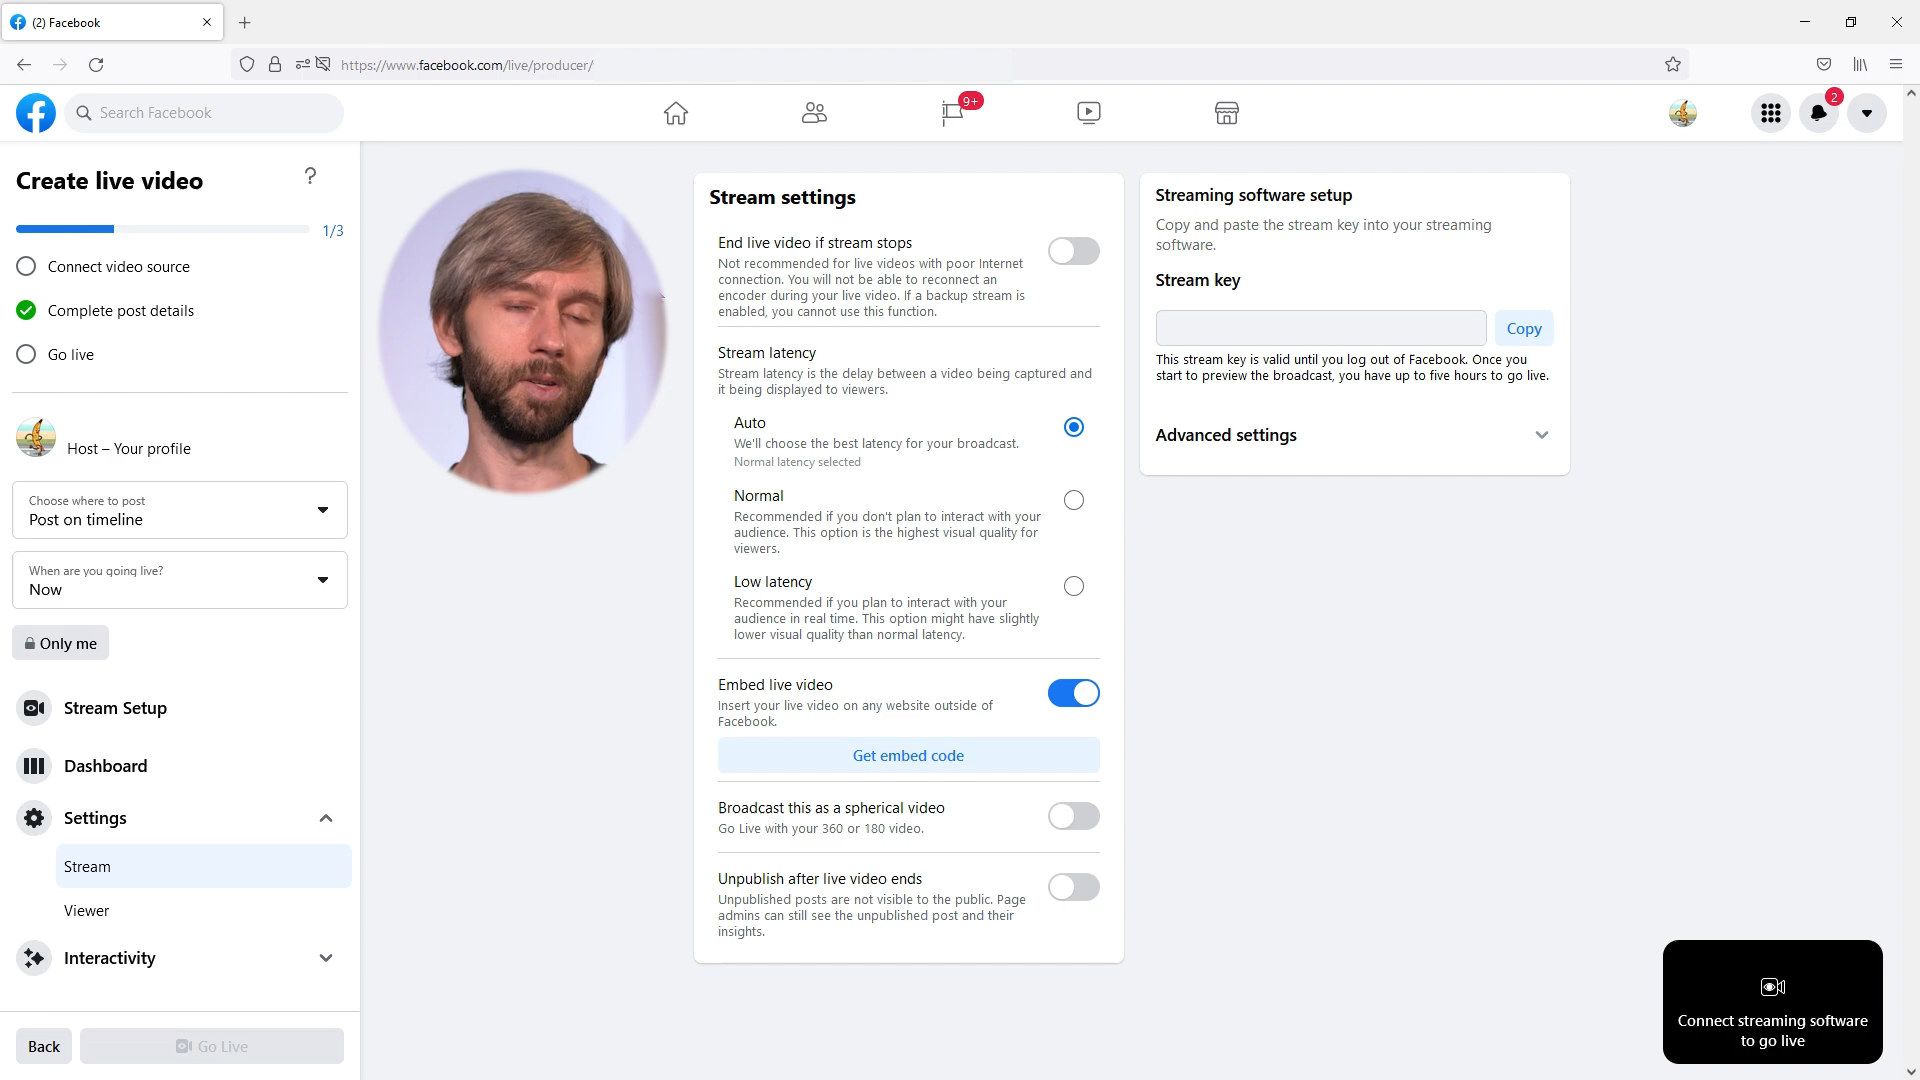 (2) Facebook
https://www.facebook.com/live/producer/
Search Facebook
9+
2
Create live video
?
1/3
Connect video source
Complete post details
Go live
Host – Your profile
Choose where to post
Post on timeline
When are you going live?
Now
Only me
Stream Setup
Dashboard
Settings
Stream
Viewer
Interactivity
Back
Go Live
Stream settings
End live video if stream stops
Not recommended for live videos with poor Internet
connection. You will not be able to reconnect an
encoder during your live video. If a backup stream is
enabled, you cannot use this function.
Stream latency
Stream latency is the delay between a video being captured and
it being displayed to viewers.
Auto
We'll choose the best latency for your broadcast.
Normal latency selected
Normal
Recommended if you don't plan to interact with your
audience. This option is the highest visual quality for
viewers.
Low latency
Recommended if you plan to interact with your
audience in real time. This option might have slightly
lower visual quality than normal latency.
Embed live video
Insert your live video on any website outside of
Facebook.
Get embed code
Broadcast this as a spherical video
Go Live with your 360 or 180 video.
Unpublish after live video ends
Unpublished posts are not visible to the public. Page
admins can still see the unpublished post and their
insights.
Streaming software setup
Copy and paste the stream key into your streaming
software.
Stream key
Copy
This stream key is valid until you log out of Facebook. Once you
start to preview the broadcast, you have up to five hours to go live.
Advanced settings
Connect streaming software
to go live